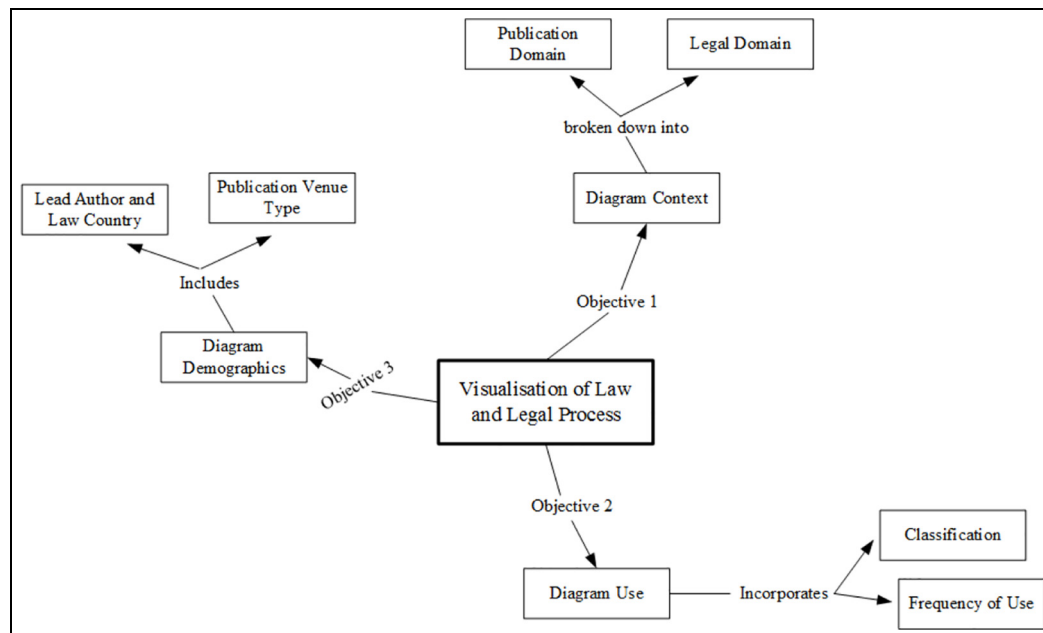 Publication
Domain
Legal Domain
broken down into
Diagram Context
Lead Author and
Law Country
Publication Venue
Type
Includes
Objective 1
Diagram
Demographics
Objective 3
Visualisation of Law
and Legal Process
Objective 2
Classification
Diagram Use
Incorporates
Frequency of Use